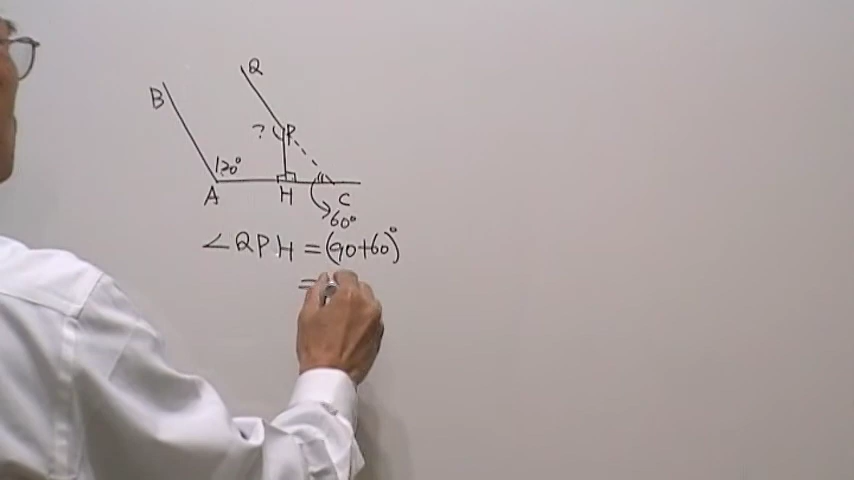 Q
B
? P
120°
A H C
60°
∠QPH = (90+60)°
=